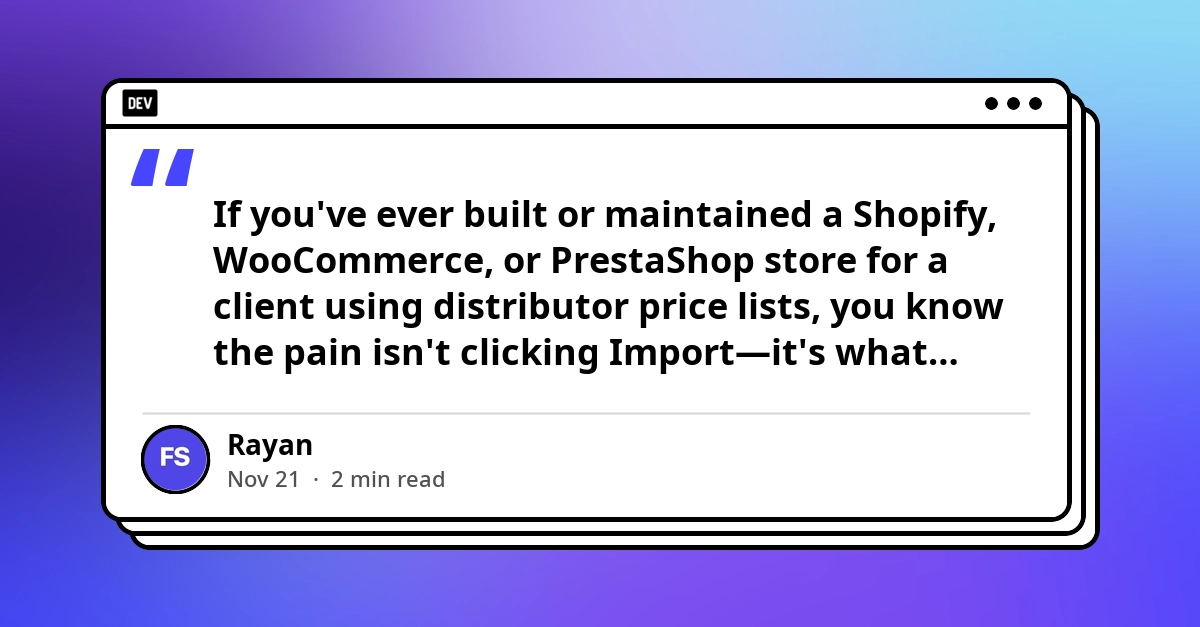 DEV
If you've ever built or maintained a Shopify,
WooCommerce, or PrestaShop store for a
client using distributor price lists, you know
the pain isn't clicking Import—it's what...
FS
Rayan
Nov 21 · 2 min read